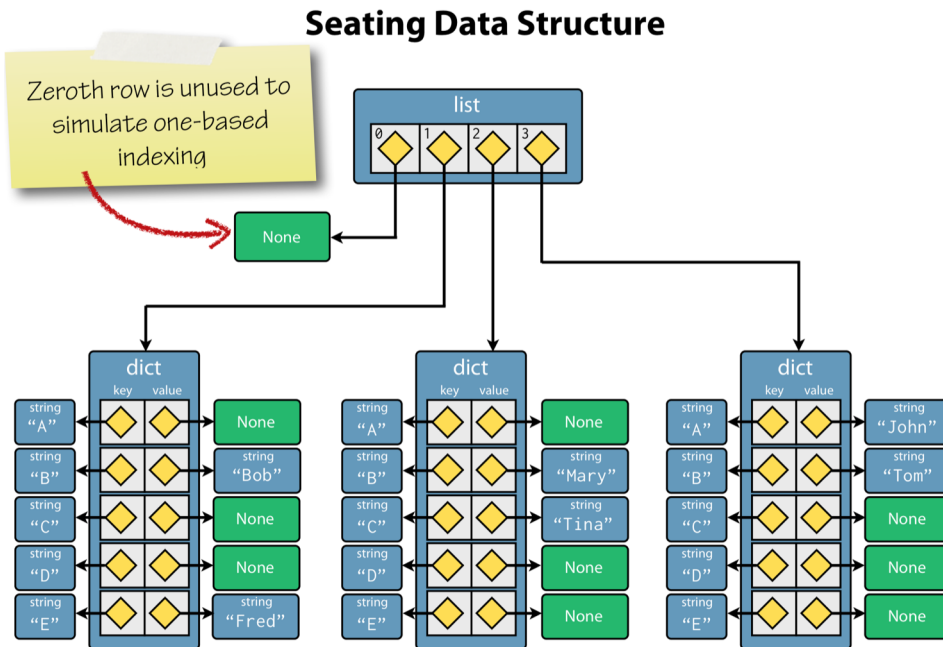 Seating Data Structure
Zeroth row is unused to
simulate one-based
indexing
list
0 1 2 3
None
dict
key value
string
"A"
None
string
"B"
string
"Bob"
string
"C"
None
string
"D"
None
string
"E"
string
"Fred"
dict
key value
string
"A"
None
string
"B"
string
"Mary"
string
"C"
string
"Tina"
string
"D"
None
string
"E"
None
dict
key value
string
"A"
string
"John"
string
"B"
string
"Tom"
string
"C"
None
string
"D"
None
string
"E"
None